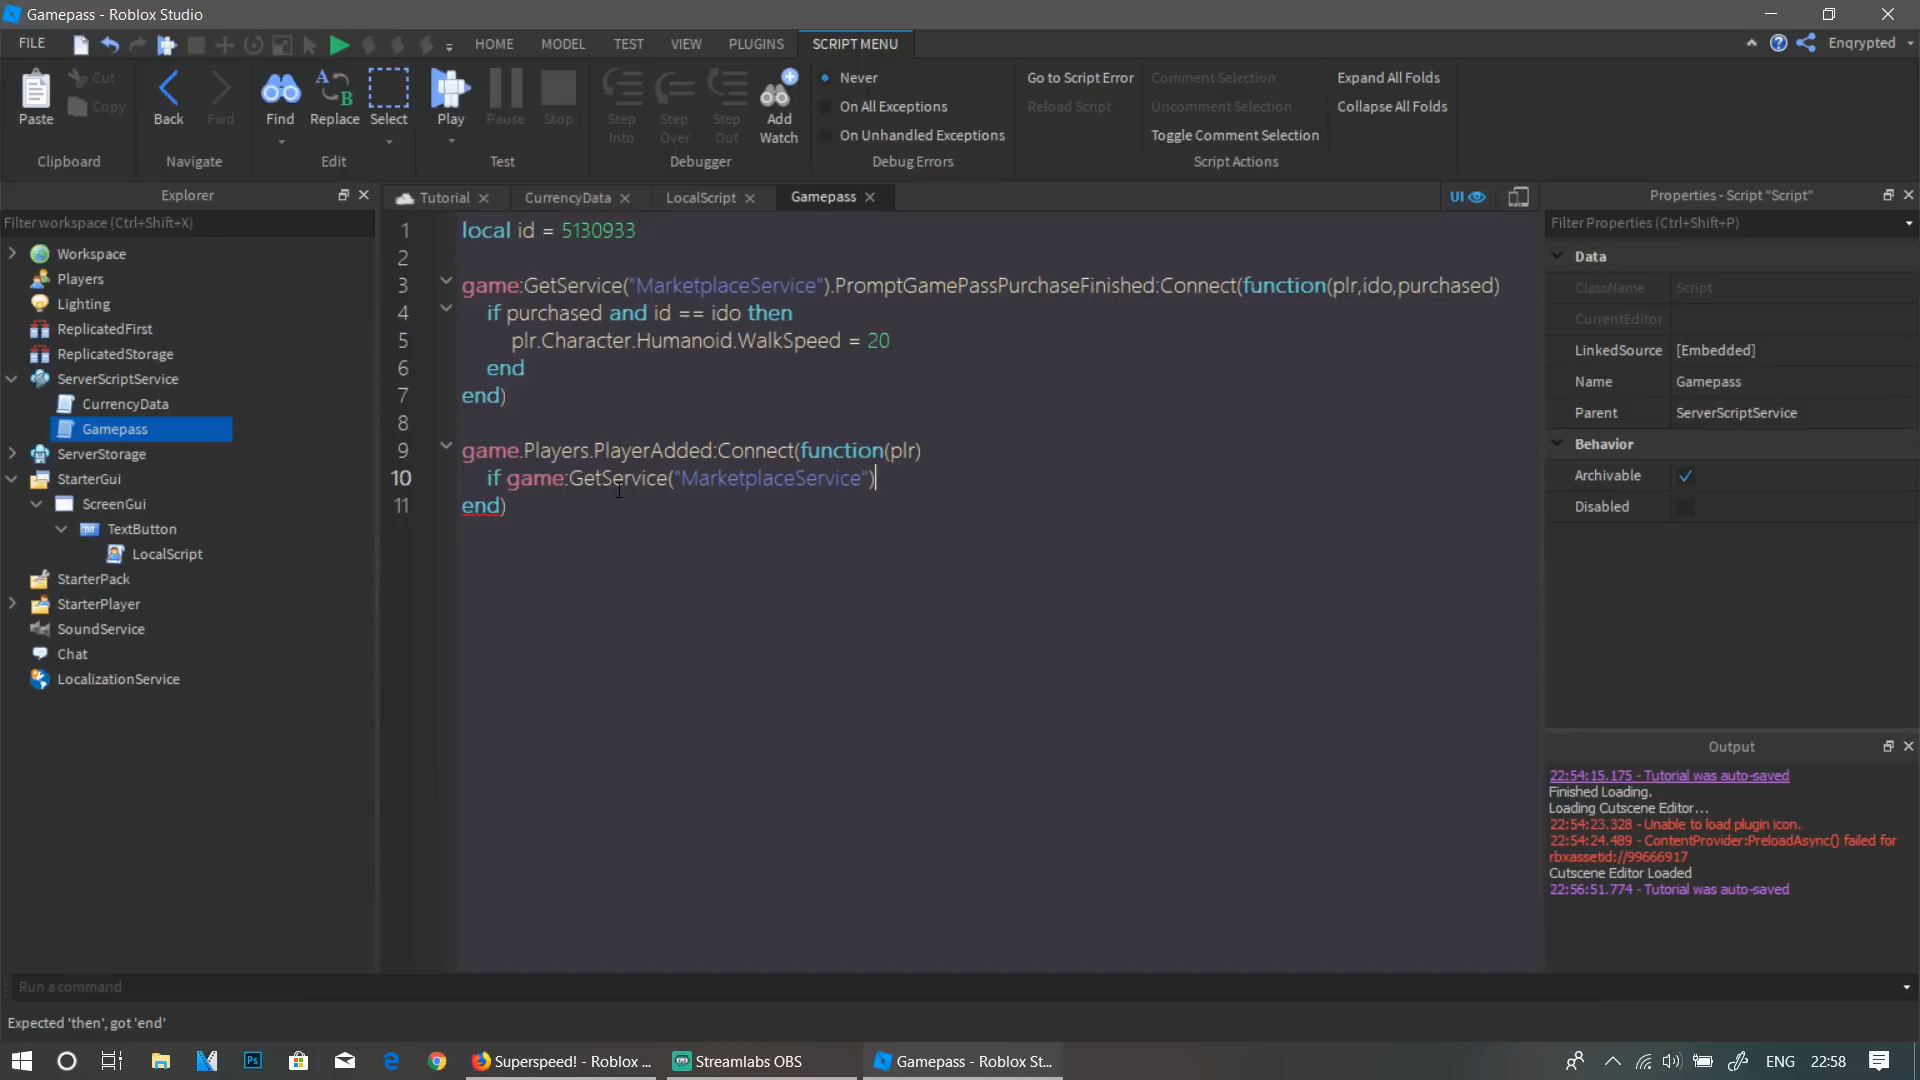 Gamepass - Roblox Studio
FILE
HOME
MODEL
TEST
VIEW
PLUGINS
SCRIPT MENU
Enqrypted
Paste
Cut
Copy
Clipboard
Back
Fwd
Navigate
Find
Replace
Select
Edit
Play
Pause
Stop
Test
Step Into
Step Over
Step Out
Add Watch
Debugger
Never
On All Exceptions
On Unhandled Exceptions
Debug Errors
Go to Script Error
Reload Script
Comment Selection
Uncomment Selection
Toggle Comment Selection
Script Actions
Expand All Folds
Collapse All Folds
Explorer
Filter workspace (Ctrl+Shift+X)
Workspace
Players
Lighting
ReplicatedFirst
ReplicatedStorage
ServerScriptService
CurrencyData
Gamepass
ServerStorage
StarterGui
ScreenGui
TextButton
LocalScript
StarterPack
StarterPlayer
SoundService
Chat
LocalizationService
Tutorial
CurrencyData
LocalScript
Gamepass
UI
1 local id = 5130933
2
3 game:GetService("MarketplaceService").PromptGamePassPurchaseFinished:Connect(function(plr,ido,purchased)
4 if purchased and id == ido then
5 plr.Character.Humanoid.WalkSpeed = 20
6 end
7 end)
8
9 game.Players.PlayerAdded:Connect(function(plr)
10 if game:GetService("MarketplaceService")
11 end)
Properties - Script "Script"
Filter Properties (Ctrl+Shift+P)
Data
ClassName Script
CurrentEditor
LinkedSource [Embedded]
Name Gamepass
Parent ServerScriptService
Behavior
Archivable
Disabled
Output
22:54:15.175 - Tutorial was auto-saved
Finished Loading.
Loading Cutscene Editor...
22:54:23.328 - Unable to load plugin icon.
22:54:24.489 - ContentProvider:PreloadAsync() failed for
rbxassetid://99666917
Cutscene Editor Loaded
22:56:51.774 - Tutorial was auto-saved
Run a command
Expected 'then', got 'end'
Superspeed! - Roblox ...
Streamlabs OBS
Gamepass - Roblox St...
ENG
22:58